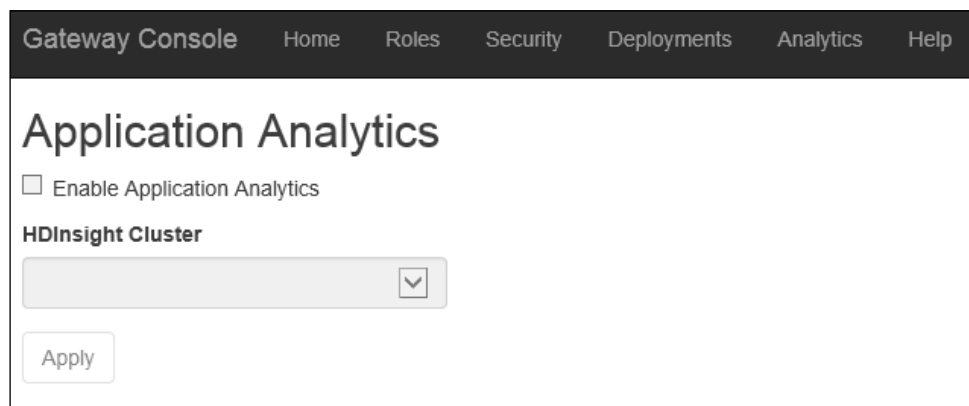 Gateway Console Home Roles Security Deployments Analytics Help
Application Analytics
Enable Application Analytics
HDInsight Cluster
Apply